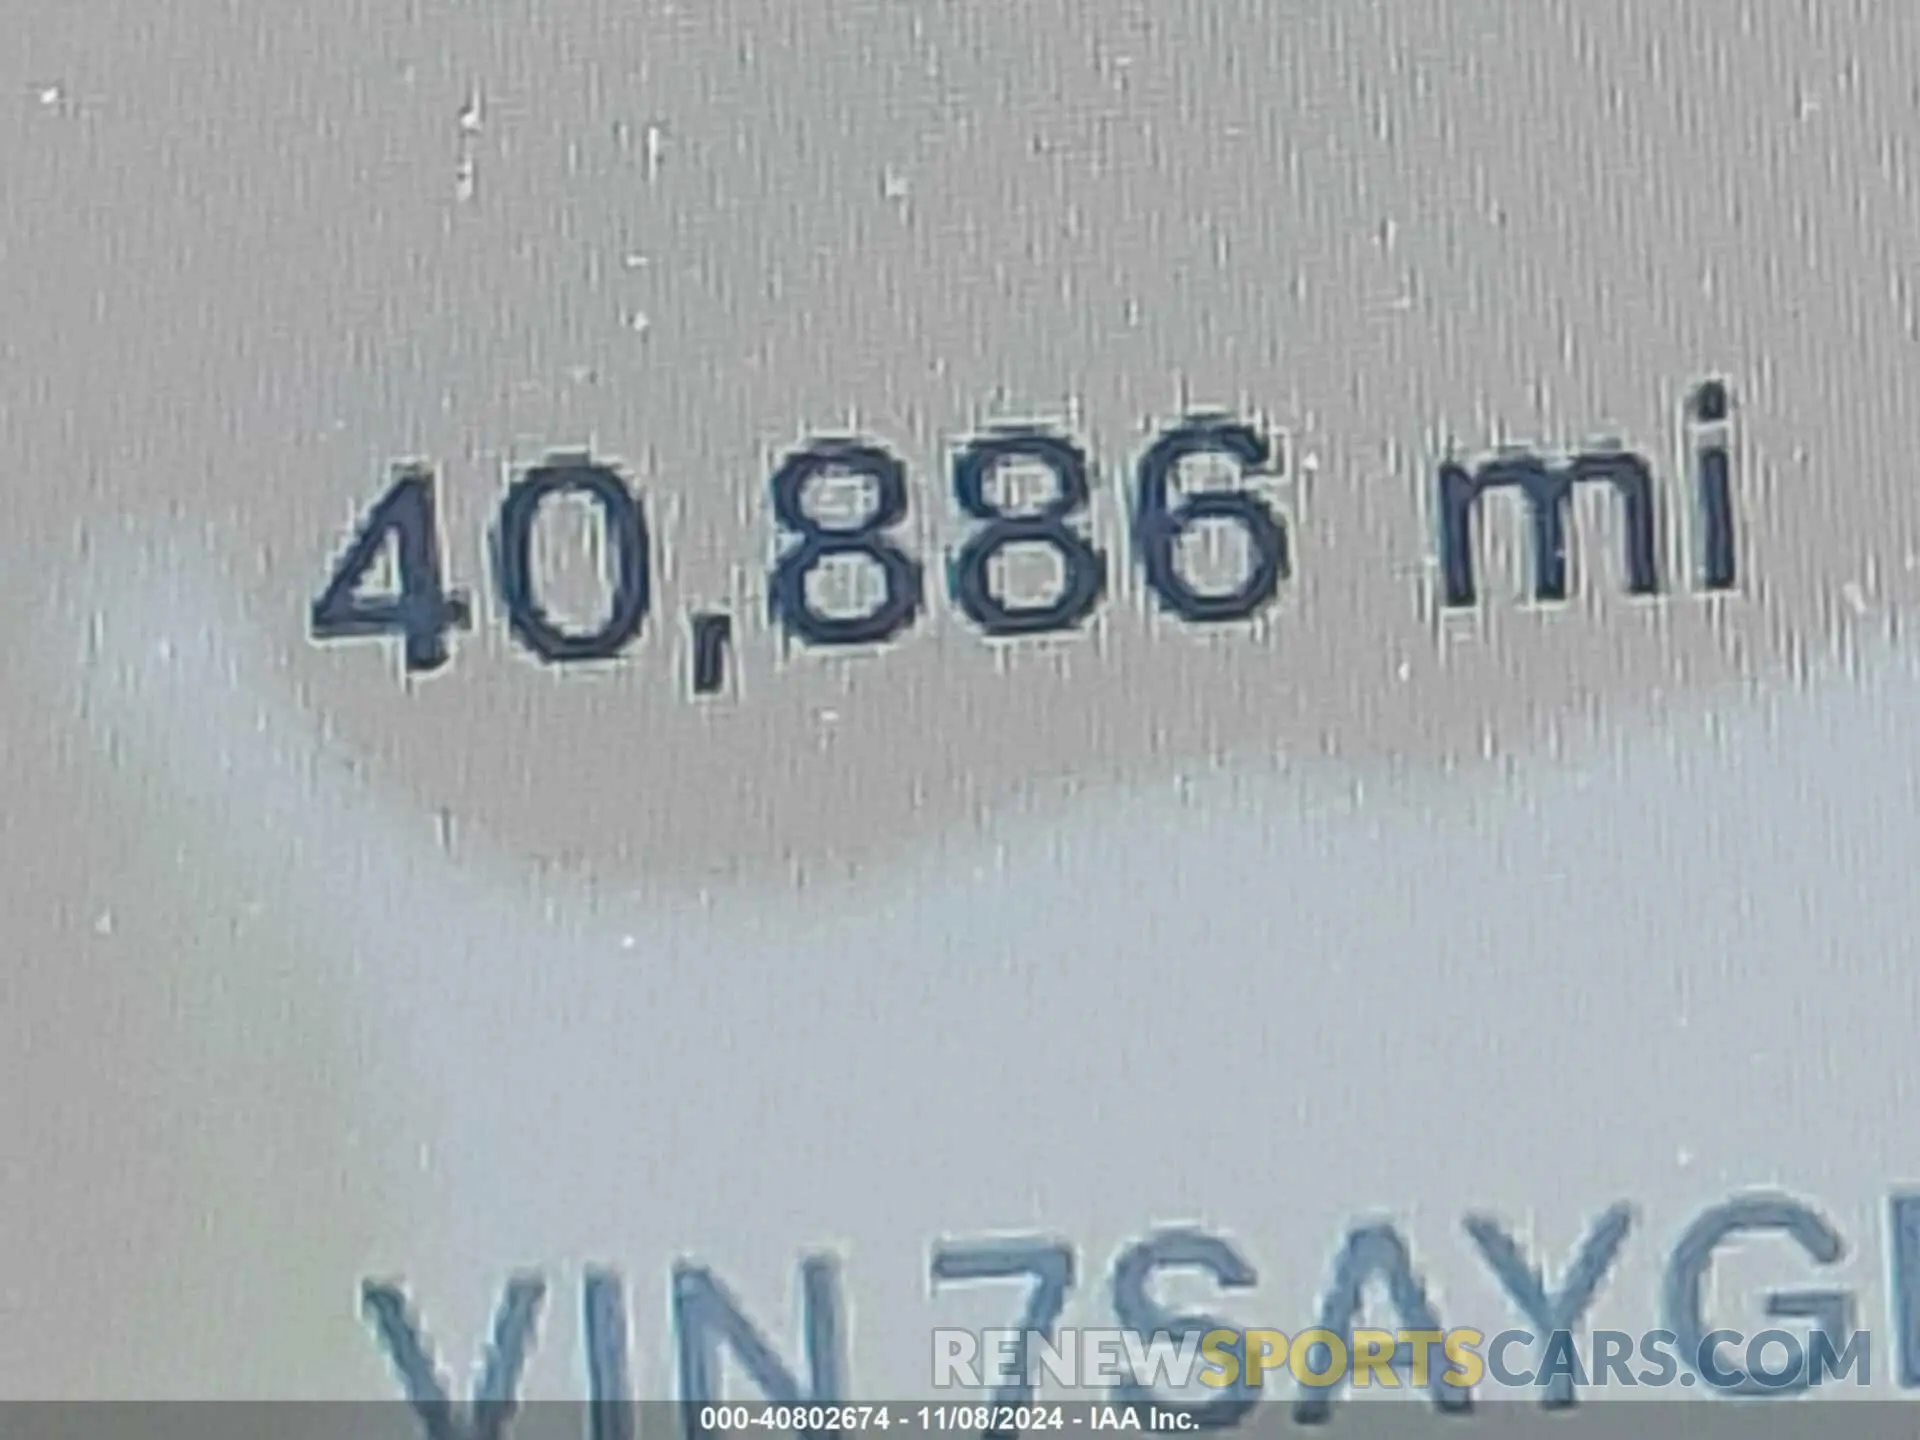 40,886 mi
VIN 7SAYG
RENEWSPORTSCARS.COM
000-40802674 - 11/08/2024 - IAA Inc.